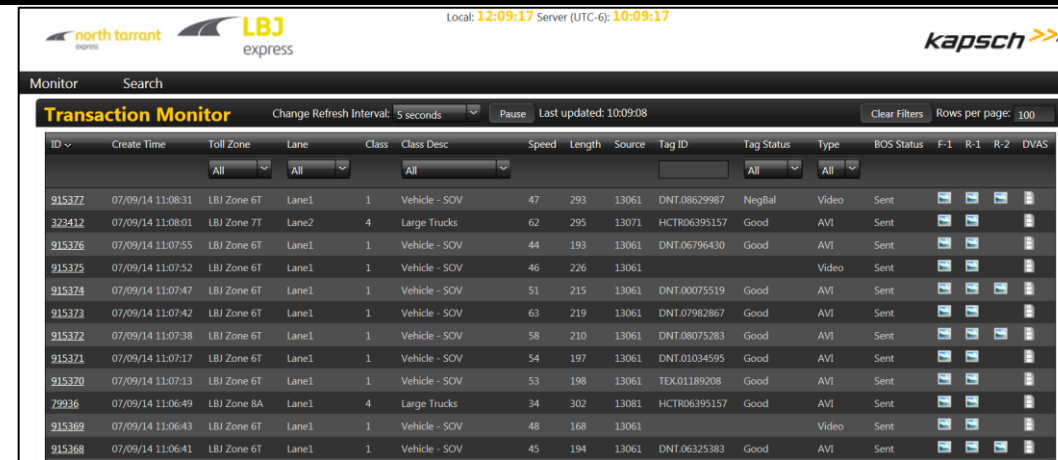 Local: 12:09:17 Server (UTC-6): 10:09:17
north tarrant express LBJ express kapsch >>>
Monitor Search
Transaction Monitor Change Refresh Interval: 5 seconds Pause Last updated: 10:09:08 Clear Filters Rows per page: 100
ID Create Time Toll Zone Lane Class Class Desc Speed Length Source Tag ID Tag Status Type BOS Status F-1 R-1 R-2 DVAS
All All All All All
915377 07/09/14 11:08:31 LBJ Zone 6T Lane1 1 Vehicle - SOV 47 293 13061 DNT.08629987 NegBal Video Sent
323412 07/09/14 11:08:01 LBJ Zone 7T Lane2 4 Large Trucks 62 295 13071 HCTR06395157 Good AVI Sent
915376 07/09/14 11:07:55 LBJ Zone 6T Lane1 1 Vehicle - SOV 44 193 13061 DNT.06796430 Good AVI Sent
915375 07/09/14 11:07:52 LBJ Zone 6T Lane1 1 Vehicle - SOV 46 226 13061 Video Sent
915374 07/09/14 11:07:47 LBJ Zone 6T Lane1 1 Vehicle - SOV 51 215 13061 DNT.00075519 Good AVI Sent
915373 07/09/14 11:07:42 LBJ Zone 6T Lane1 1 Vehicle - SOV 63 219 13061 DNT.07982867 Good AVI Sent
915372 07/09/14 11:07:38 LBJ Zone 6T Lane1 1 Vehicle - SOV 58 210 13061 DNT.08075283 Good AVI Sent
915371 07/09/14 11:07:17 LBJ Zone 6T Lane1 1 Vehicle - SOV 54 197 13061 DNT.01034595 Good AVI Sent
915370 07/09/14 11:07:13 LBJ Zone 6T Lane1 1 Vehicle - SOV 53 198 13061 TEX.01189208 Good AVI Sent
79936 07/09/14 11:06:49 LBJ Zone 8A Lane1 4 Large Trucks 34 302 13081 HCTR06395157 Good AVI Sent
915369 07/09/14 11:06:43 LBJ Zone 6T Lane1 1 Vehicle - SOV 48 168 13061 Video Sent
915368 07/09/14 11:06:41 LBJ Zone 6T Lane1 1 Vehicle - SOV 45 194 13061 DNT.06325383 Good AVI Sent